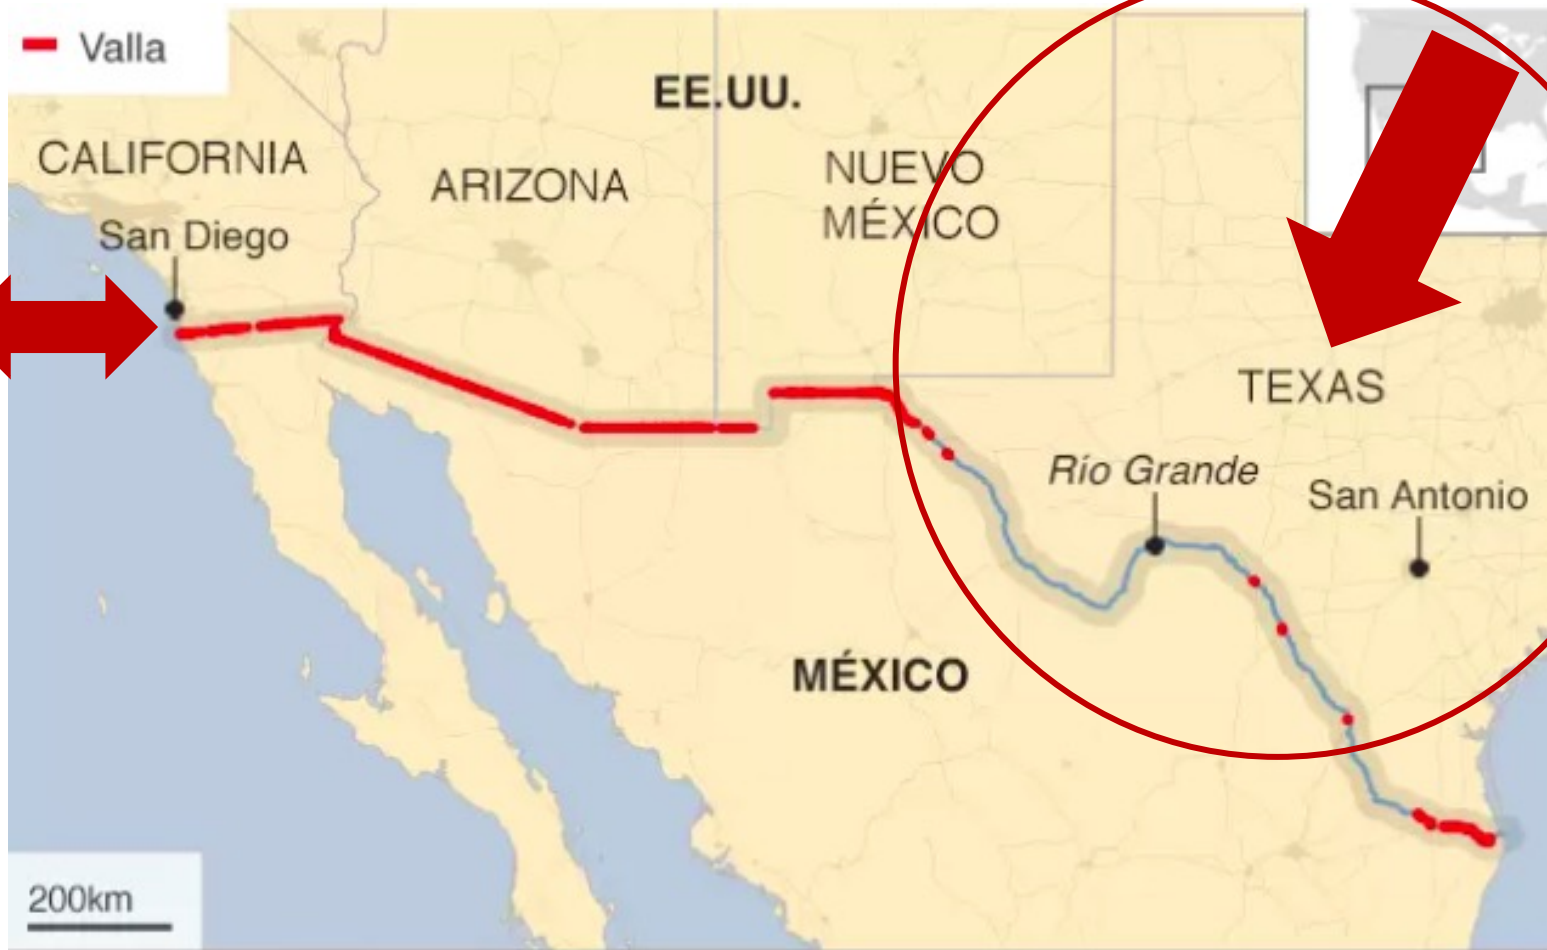 Valla
EE.UU.
CALIFORNIA
ARIZONA
NUEVO
MÉXICO
San Diego
TEXAS
Río Grande
San Antonio
MÉXICO
200km